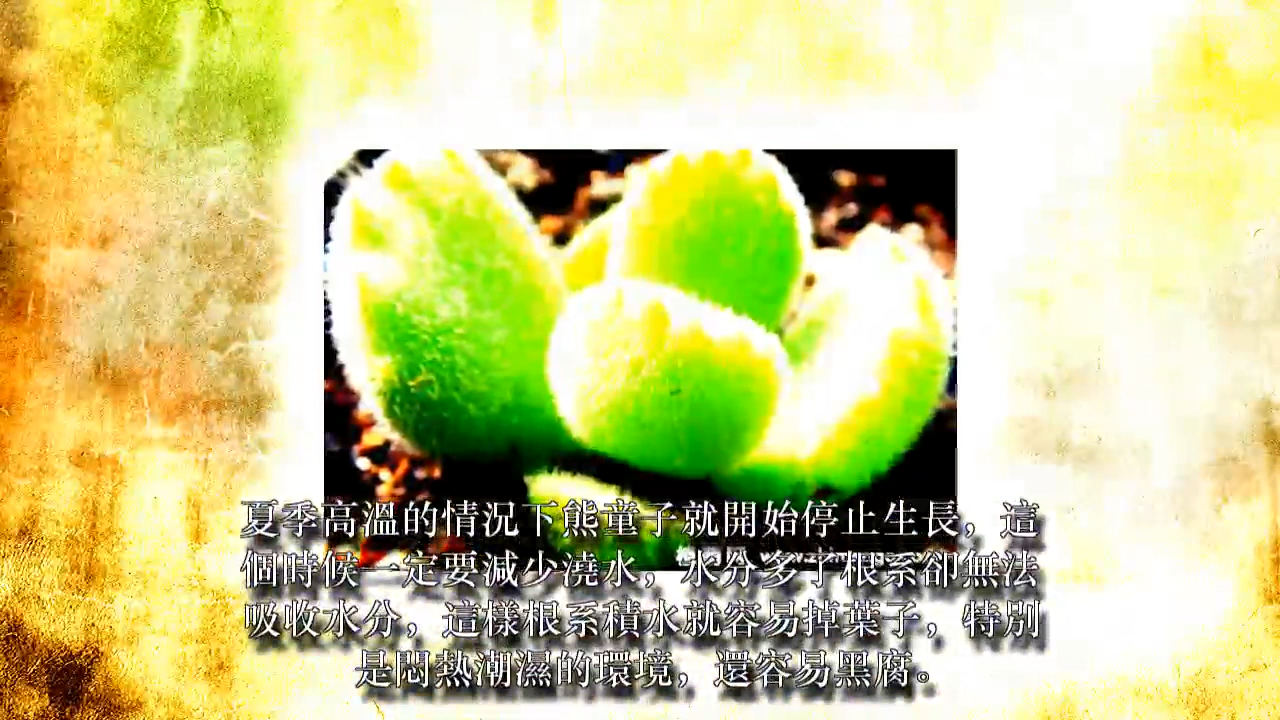 夏季高溫的情況下熊童子就開始停止生長，這
個時候一定要減少澆水，水分多了根系卻無法
吸收水分，這樣根系積水就容易掉葉子，特別
是悶熱潮濕的環境，還容易黑腐。